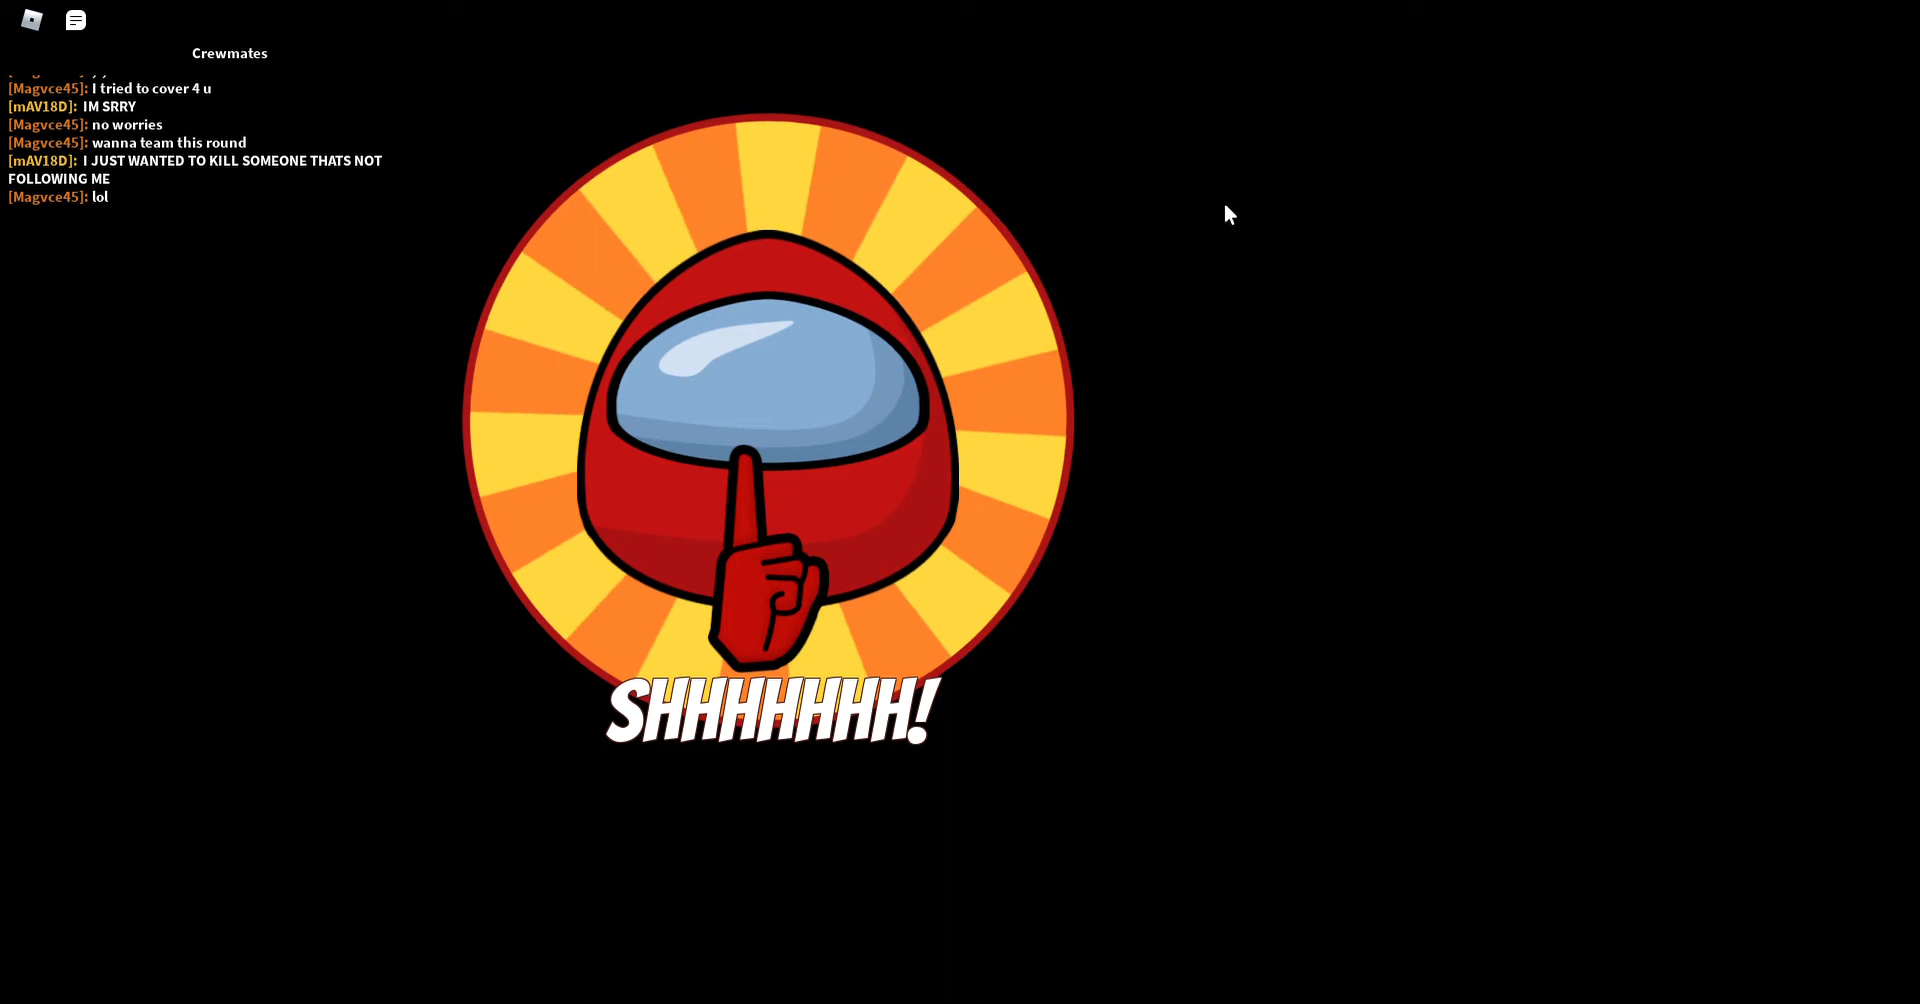 Crewmates
[Magvce45]: I tried to cover 4 u
[mAV18D]: IM SRRY
[Magvce45]: no worries
[Magvce45]: wanna team this round
[mAV18D]: I JUST WANTED TO KILL SOMEONE THATS NOT
FOLLOWING ME
[Magvce45]: lol
SHHHHHHH!